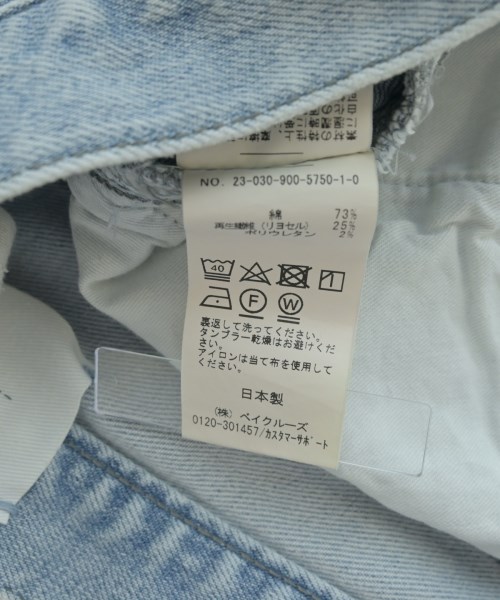 NO. 23-030-900-5750-1-0
綿 73%
再生繊維 (リヨセル) 25%
ポリウレタン 2%
40
F W
裏返して洗ってください。
タンブラー乾燥はお避けくだ
さい。
アイロンは当て布を使用して
ください。
日本製
(株) ベイクルーズ
0120-301457/カスタマーサポート